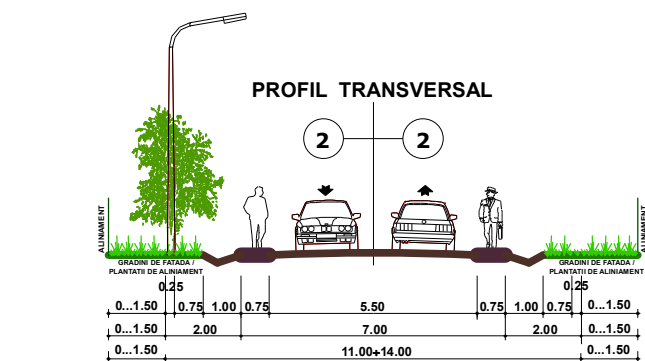 PROFIL TRANSVERSAL
2 2
ALINIAMENT ALINIAMENT
GRADINI DE FATADA / GRADINI DE FATADA /
PLANTATII DE ALINIAMENT PLANTATII DE ALINIAMENT
0.25 0.25
0...1.50 0.75 1.00 0.75 5.50 0.75 1.00 0.75 0...1.50
0...1.50 2.00 7.00 2.00 0...1.50
0...1.50 11.00+14.00 0...1.50